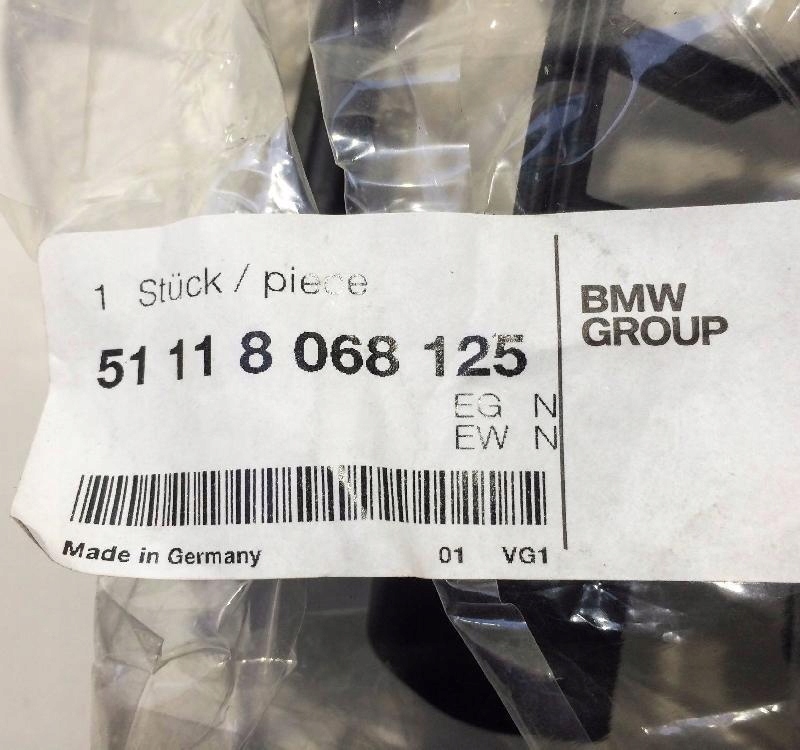 1 Stück / piece
51 11 8 068 125
EG N
EW N
Made in Germany 01 VG1
BMW
GROUP